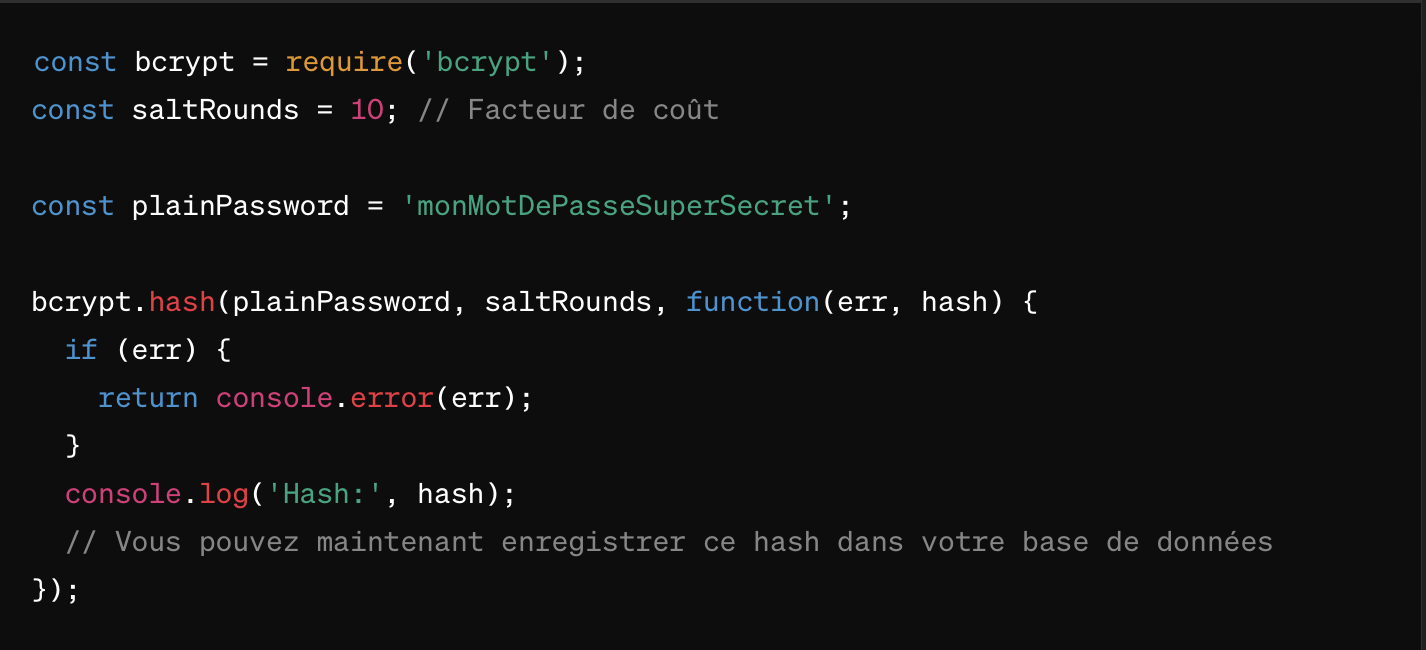 const bcrypt = require('bcrypt');
const saltRounds = 10; // Facteur de coût
const plainPassword = 'monMotDePasseSuperSecret';
bcrypt.hash(plainPassword, saltRounds, function(err, hash) {
  if (err) {
    return console.error(err);
  }
  console.log('Hash:', hash);
  // Vous pouvez maintenant enregistrer ce hash dans votre base de données
});